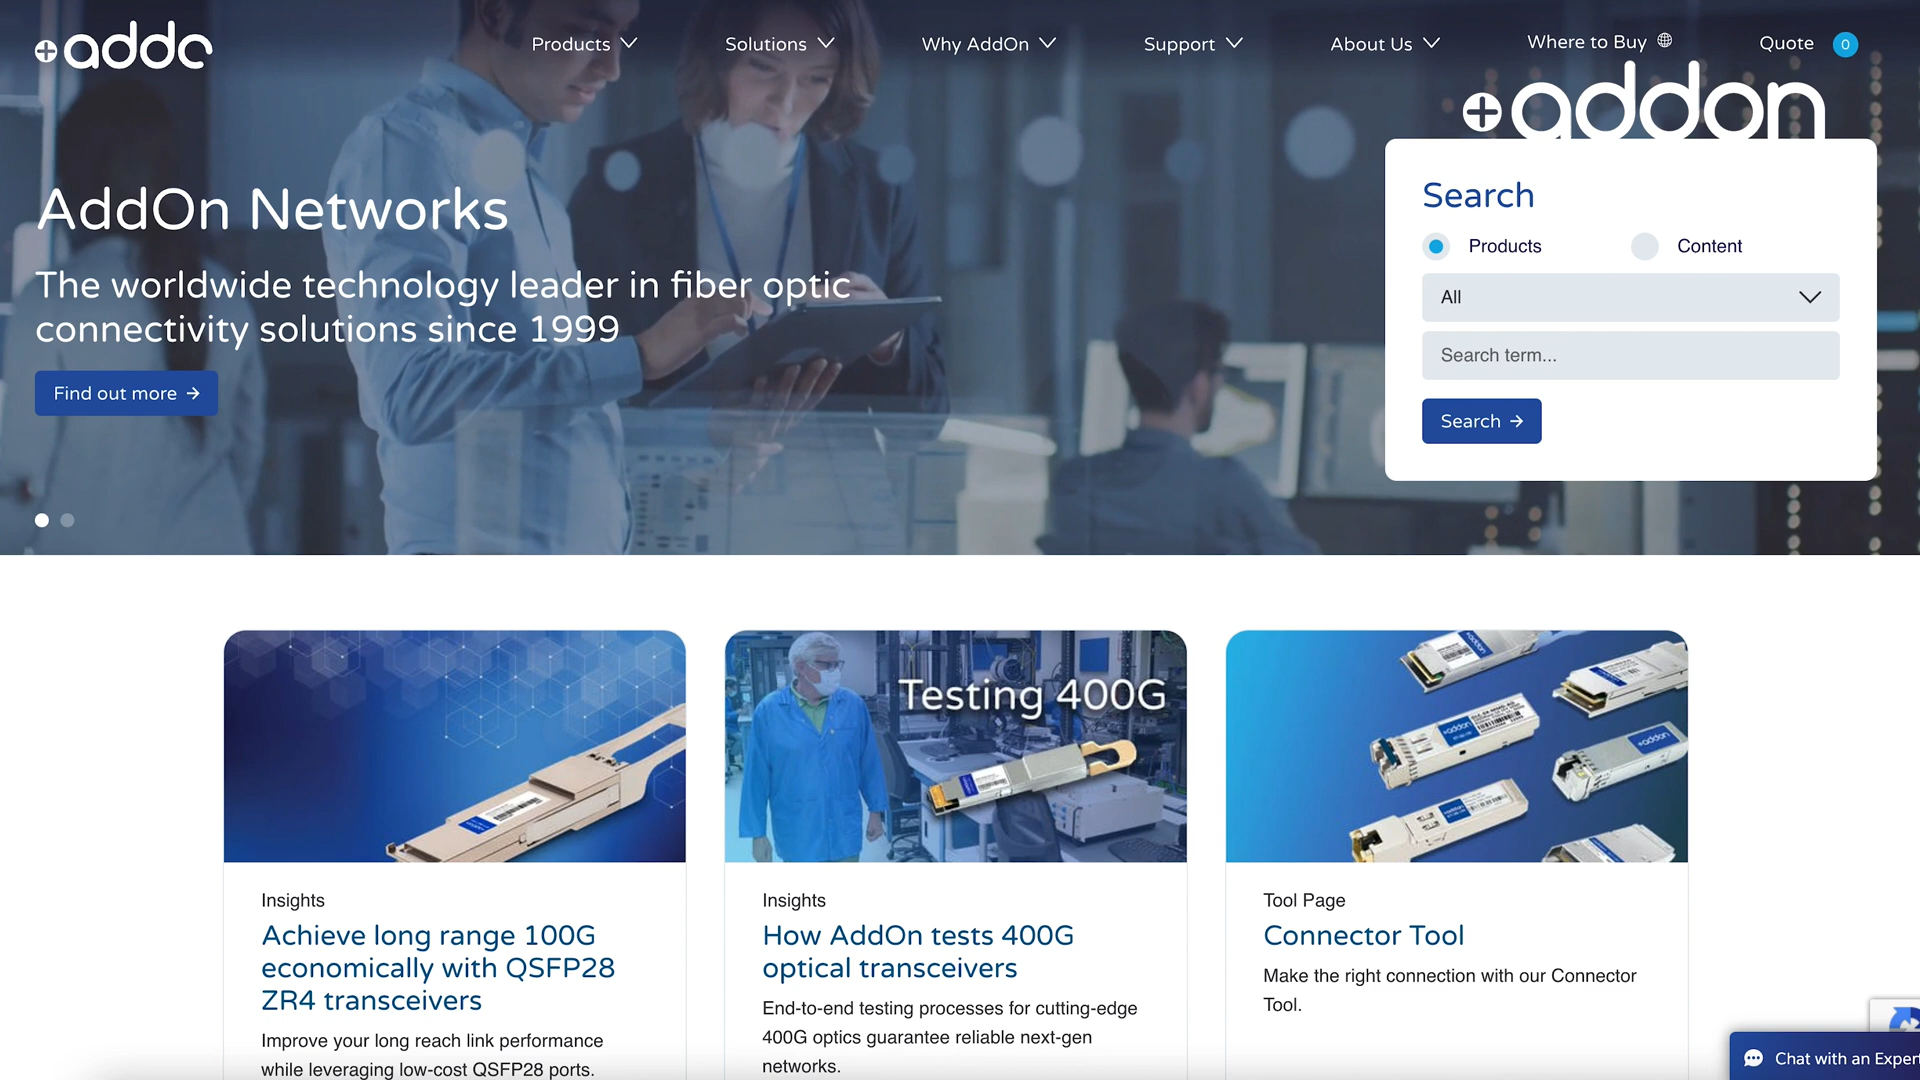 addo
Products
Solutions
Why AddOn
Support
About Us
Where to Buy
Quote
0
addon
AddOn Networks
The worldwide technology leader in fiber optic
connectivity solutions since 1999
Find out more →
Search
Products
Content
All
Search term...
Search →
Testing 400G
addon
addon
Insights
Achieve long range 100G
economically with QSFP28
ZR4 transceivers
Improve your long reach link performance
while leveraging low-cost QSFP28 ports.
Insights
How AddOn tests 400G
optical transceivers
End-to-end testing processes for cutting-edge
400G optics guarantee reliable next-gen
networks.
Tool Page
Connector Tool
Make the right connection with our Connector
Tool.
Chat with an Expert